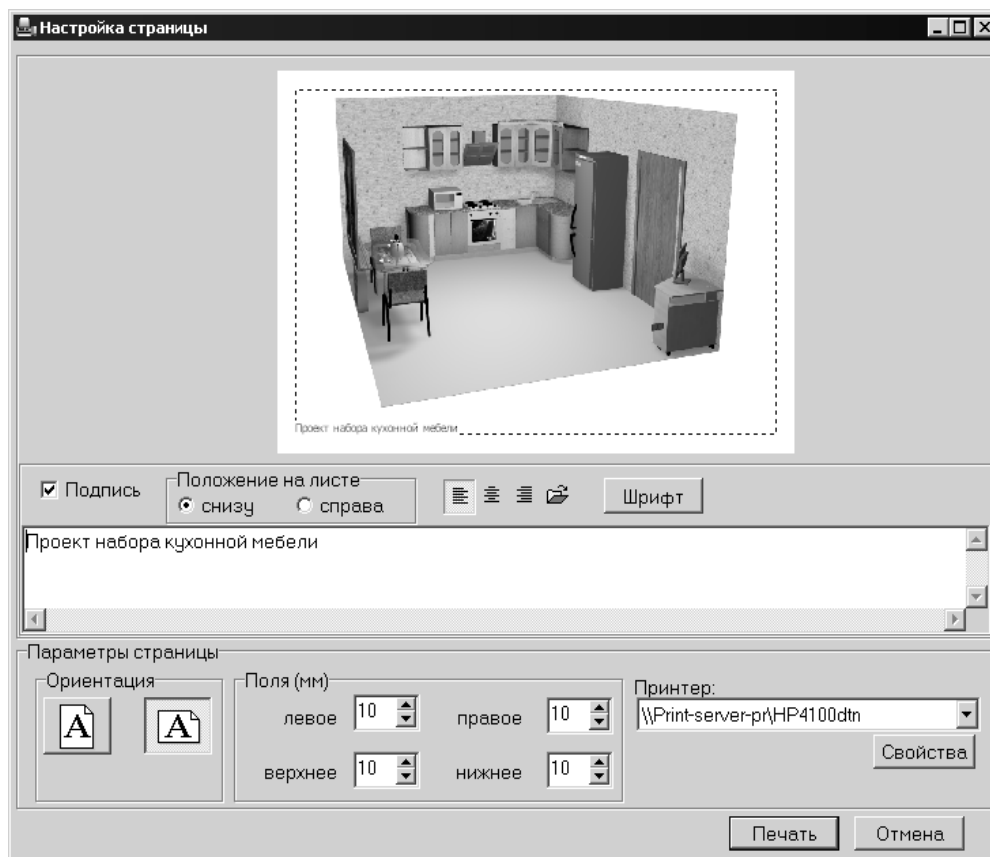 Настройка страницы
Проект набора кухонной мебели
Подпись
Положение на листе
снизу
справа
Шрифт
Проект набора кухонной мебели
Параметры страницы
Ориентация
A
A
Поля (мм)
левое 10
правое 10
верхнее 10
нижнее 10
Принтер:
\\Print-server-pr\HP4100dtn
Свойства
Печать
Отмена